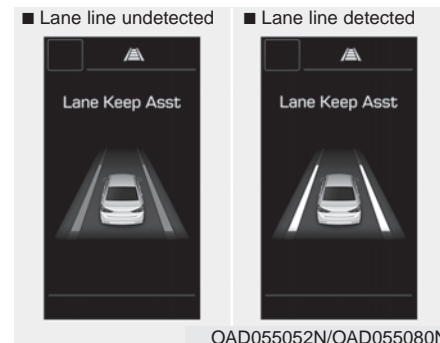 ■ Lane line undetected ■ Lane line detected
Lane Keep Asst Lane Keep Asst
OAD055052N/OAD055080N